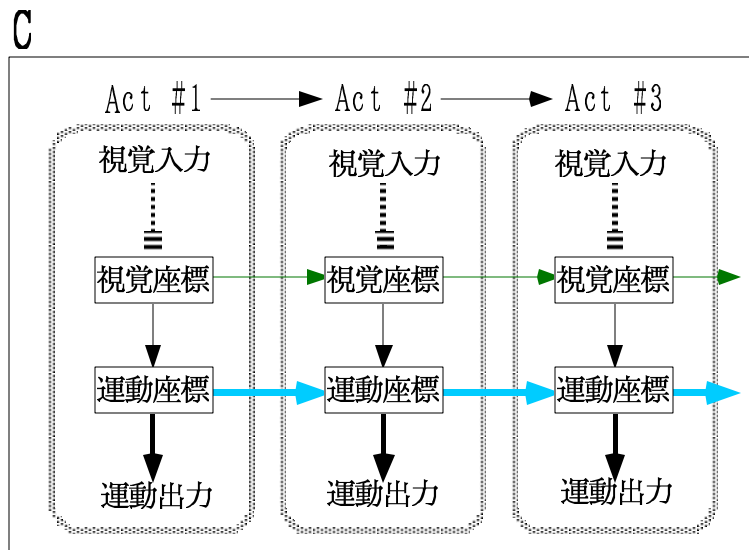 C
Act #1 Act #2 Act #3
視覚入力 視覚入力 視覚入力
視覚座標 視覚座標 視覚座標
運動座標 運動座標 運動座標
運動出力 運動出力 運動出力